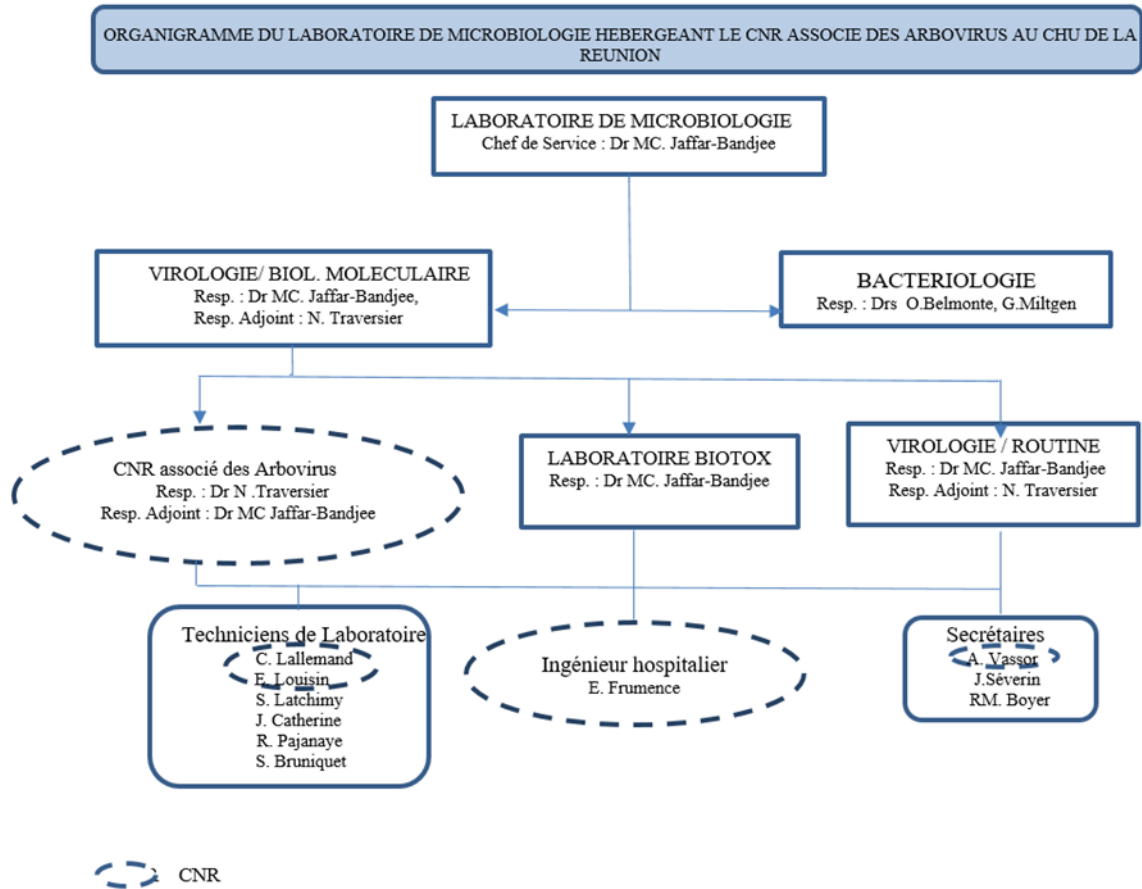 ORGANIGRAMME DU LABORATOIRE DE MICROBIOLOGIE HEBERGEANT LE CNR ASSOCIE DES ARBOVIRUS AU CHU DE LA
REUNION
LABORATOIRE DE MICROBIOLOGIE
Chef de Service : Dr MC. Jaffar-Bandjee
VIROLOGIE/ BIOL. MOLECULAIRE
Resp. : Dr MC. Jaffar-Bandjee,
Resp. Adjoint : N. Traversier
BACTERIOLOGIE
Resp. : Drs O.Belmonte, G.Miltgen
CNR associé des Arbovirus
Resp. : Dr N .Traversier
Resp. Adjoint : Dr MC Jaffar-Bandjee
LABORATOIRE BIOTOX
Resp. : Dr MC. Jaffar-Bandjee
VIROLOGIE / ROUTINE
Resp. : Dr MC. Jaffar-Bandjee
Resp. Adjoint : N. Traversier
Techniciens de Laboratoire
C. Lallemand
E. Louisin
S. Latchimy
J. Catherine
R. Pajanaye
S. Bruniquet
Ingénieur hospitalier
E. Frumence
Secrétaires
A. Vassor
J.Séverin
RM. Boyer
CNR